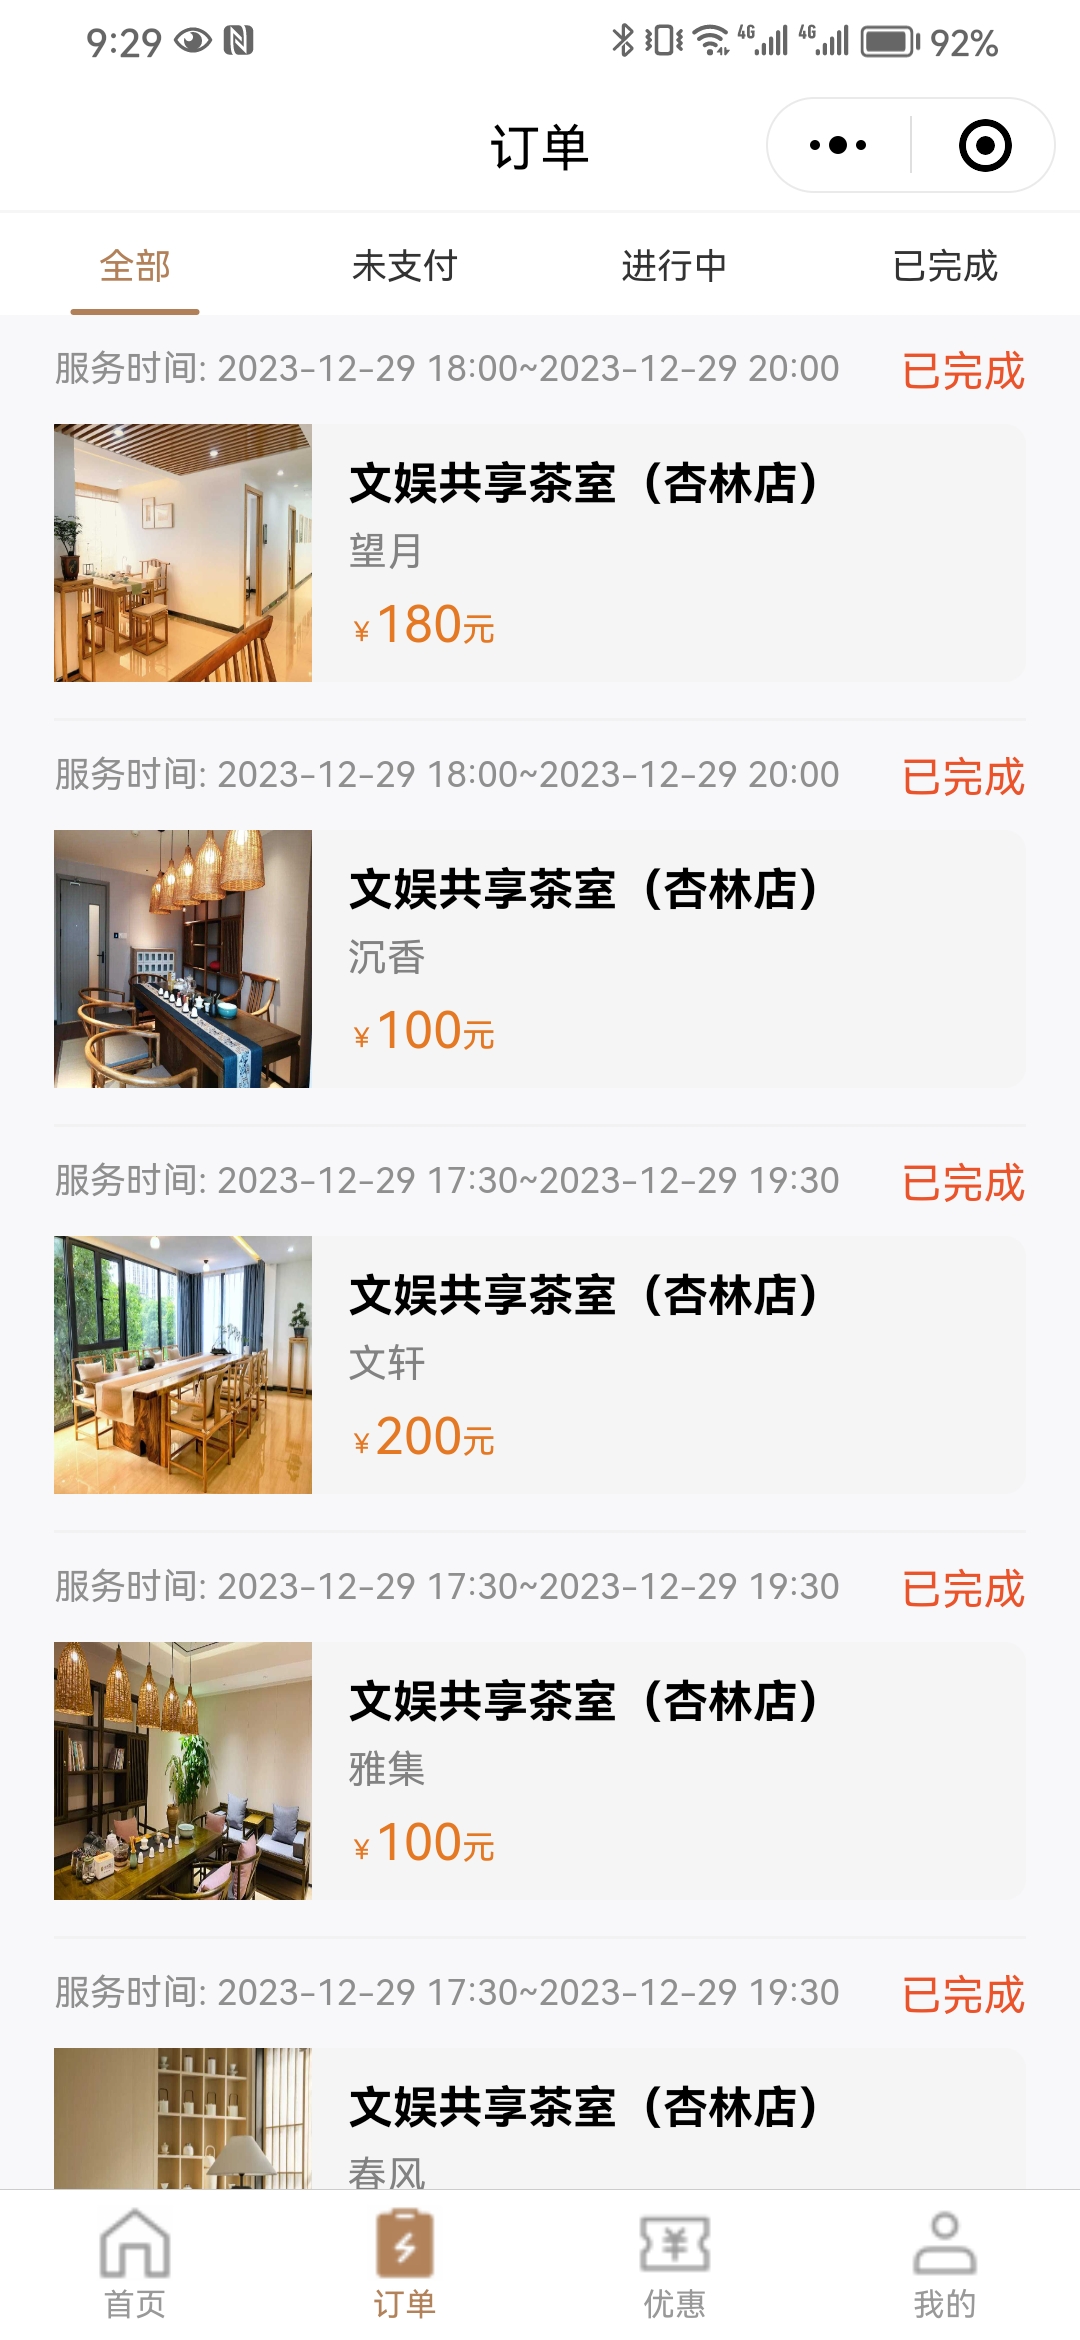 9:29
4G 4G 92%
订单
全部 未支付 进行中 已完成
服务时间: 2023-12-29 18:00~2023-12-29 20:00 已完成
文娱共享茶室（杏林店）
望月
¥180元
服务时间: 2023-12-29 18:00~2023-12-29 20:00 已完成
文娱共享茶室（杏林店）
沉香
¥100元
服务时间: 2023-12-29 17:30~2023-12-29 19:30 已完成
文娱共享茶室（杏林店）
文轩
¥200元
服务时间: 2023-12-29 17:30~2023-12-29 19:30 已完成
文娱共享茶室（杏林店）
雅集
¥100元
服务时间: 2023-12-29 17:30~2023-12-29 19:30 已完成
文娱共享茶室（杏林店）
春风
首页 订单 优惠 我的